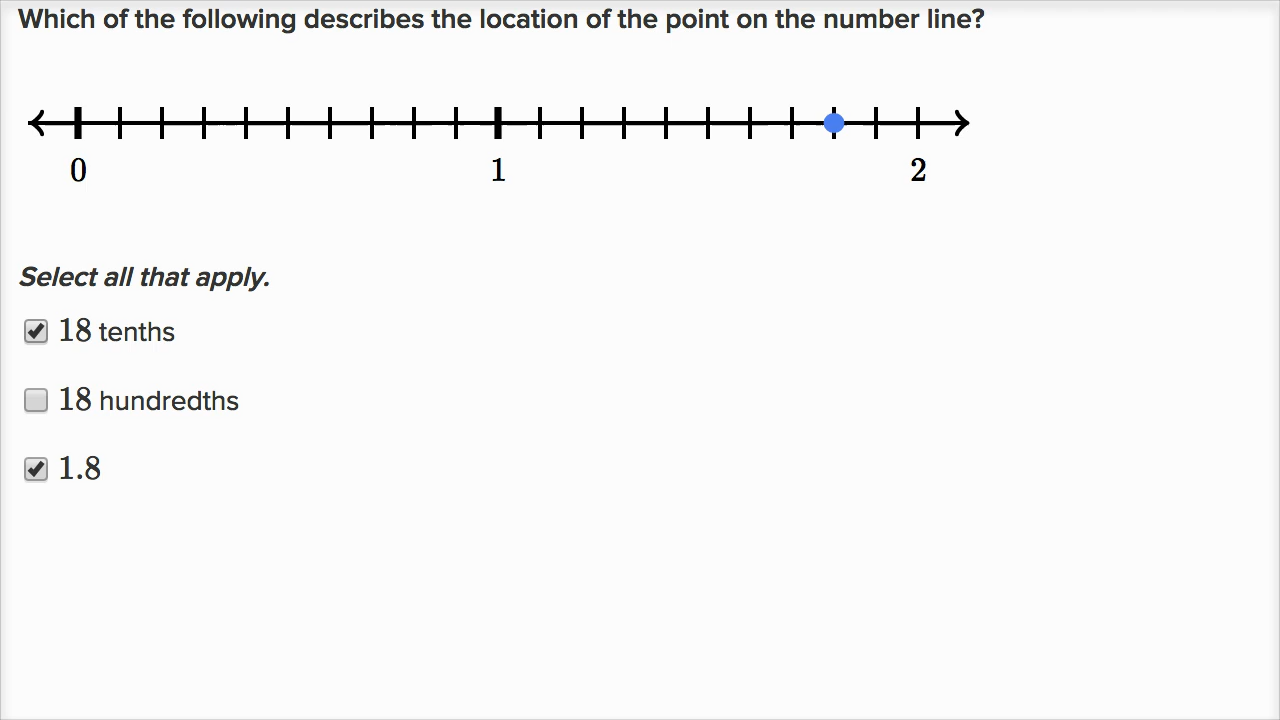 Which of the following describes the location of the point on the number line?
0 1 2
Select all that apply.
18 tenths
18 hundredths
1.8